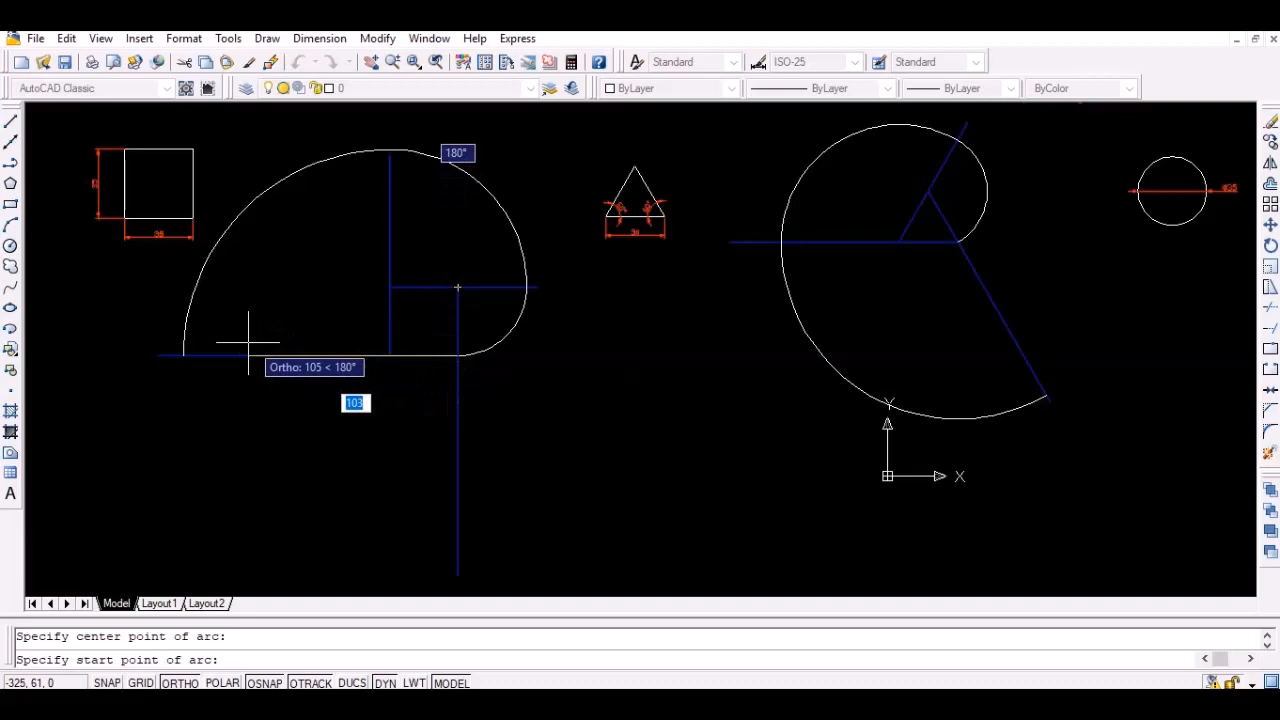 File Edit View Insert Format Tools Draw Dimension Modify Window Help Express
Standard ISO-25 Standard
AutoCAD Classic 0 ByLayer ByLayer ByLayer ByColor
180°
Ortho: 105 < 180°
103
Y
X
A
Model Layout1 Layout2
Specify center point of arc:
Specify start point of arc:
-325, 61, 0 SNAP GRID ORTHO POLAR OSNAP OTRACK DUCS DYN LWT MODEL